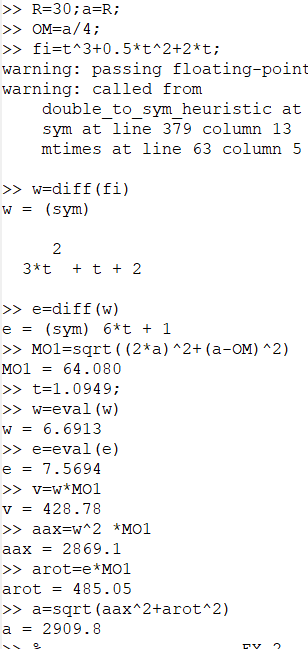 >> R=30;a=R;
>> OM=a/4;
>> fi=t^3+0.5*t^2+2*t;
warning: passing floating-point
warning: called from
double_to_sym_heuristic at
sym at line 379 column 13
mtimes at line 63 column 5
>> w=diff(fi)
w = (sym)
2
3*t  + t + 2
>> e=diff(w)
e = (sym) 6*t + 1
>> MO1=sqrt((2*a)^2+(a-OM)^2)
MO1 = 64.080
>> t=1.0949;
>> w=eval(w)
w = 6.6913
>> e=eval(e)
e = 7.5694
>> v=w*MO1
v = 428.78
>> aax=w^2 *MO1
aax = 2869.1
>> arot=e*MO1
arot = 485.05
>> a=sqrt(aax^2+arot^2)
a = 2909.8
>> % EX 2